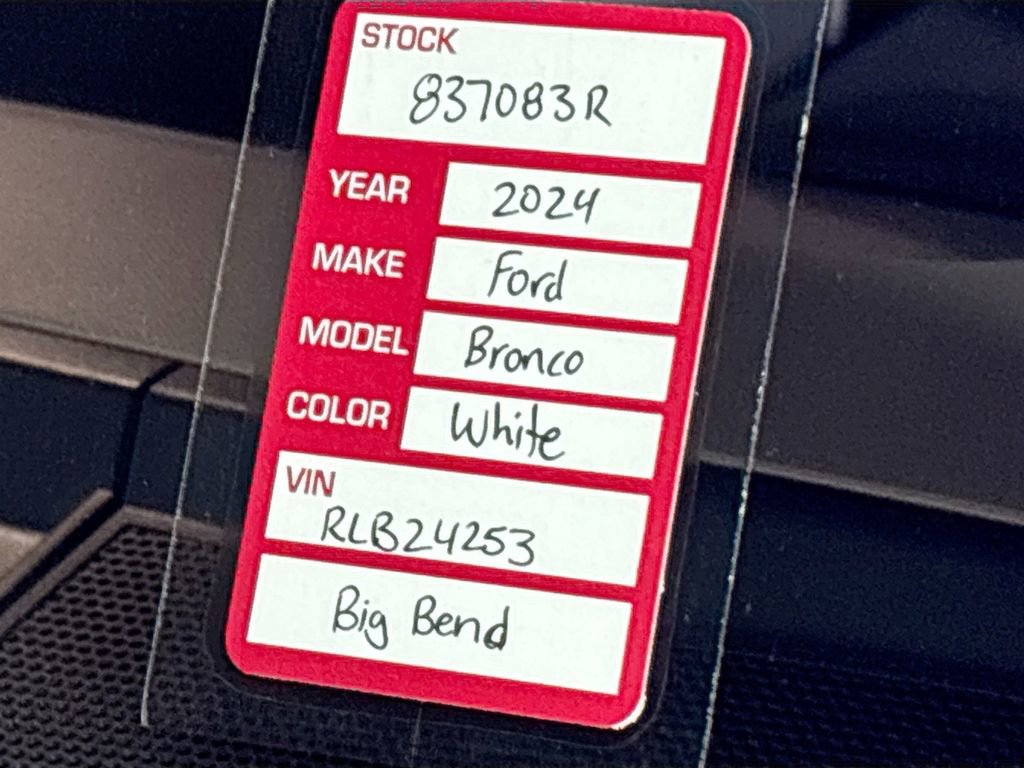 STOCK
837083R
YEAR 2024
MAKE Ford
MODEL Bronco
COLOR White
VIN
RLB24253
Big Bend